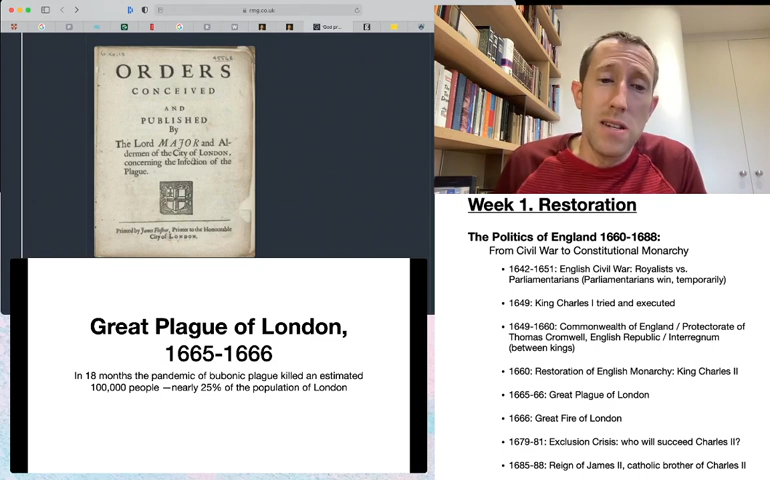 rmg.co.uk
"God pr...
ORDERS
CONCEIVED
AND
PUBLISHED
By
The Lord MAJOR and Al-
dermen of the City of LONDON,
concerning the Infection of the
Plague.
Printed by James Flesher, Printer to the Honourable
City of LONDON.
Great Plague of London,
1665-1666
In 18 months the pandemic of bubonic plague killed an estimated
100,000 people —nearly 25% of the population of London
Week 1. Restoration
The Politics of England 1660-1688:
From Civil War to Constitutional Monarchy
• 1642-1651: English Civil War: Royalists vs.
Parliamentarians (Parliamentarians win, temporarily)
• 1649: King Charles I tried and executed
• 1649-1660: Commonwealth of England / Protectorate of
Thomas Cromwell, English Republic / Interregnum
(between kings)
• 1660: Restoration of English Monarchy: King Charles II
• 1665-66: Great Plague of London
• 1666: Great Fire of London
• 1679-81: Exclusion Crisis: who will succeed Charles II?
• 1685-88: Reign of James II, catholic brother of Charles II